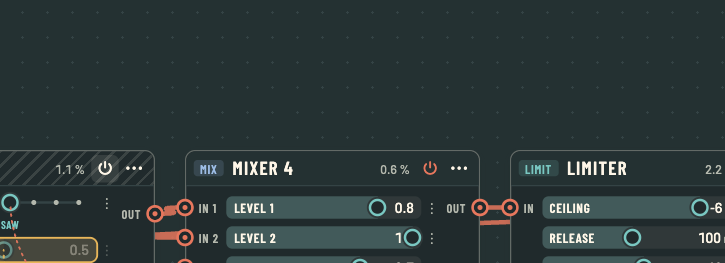 1.1 %
SAW
OUT
0.5
MIX MIXER 4 0.6 %
IN 1 LEVEL 1 0.8 OUT
IN 2 LEVEL 2 1
LIMIT LIMITER 2.2
IN CEILING -6
RELEASE 100